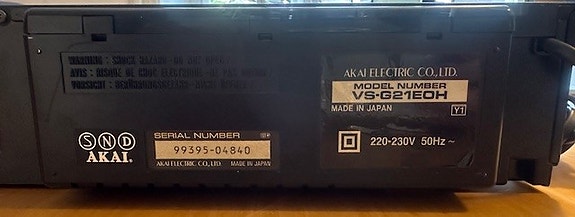 WARNING : SHOCK HAZARD-DO NOT OPEN.
AVIS : RISQUE DE CHOC ELECTRIQUE-NE PAS OUVRIR.
AKAI ELECTRIC CO., LTD.
MODEL NUMBER
VS-G21EOH
MADE IN JAPAN
Y1
220-230V 50Hz ~
SND
AKAI
SERIAL NUMBER
99395-04840
AKAI ELECTRIC CO., LTD. MADE IN JAPAN